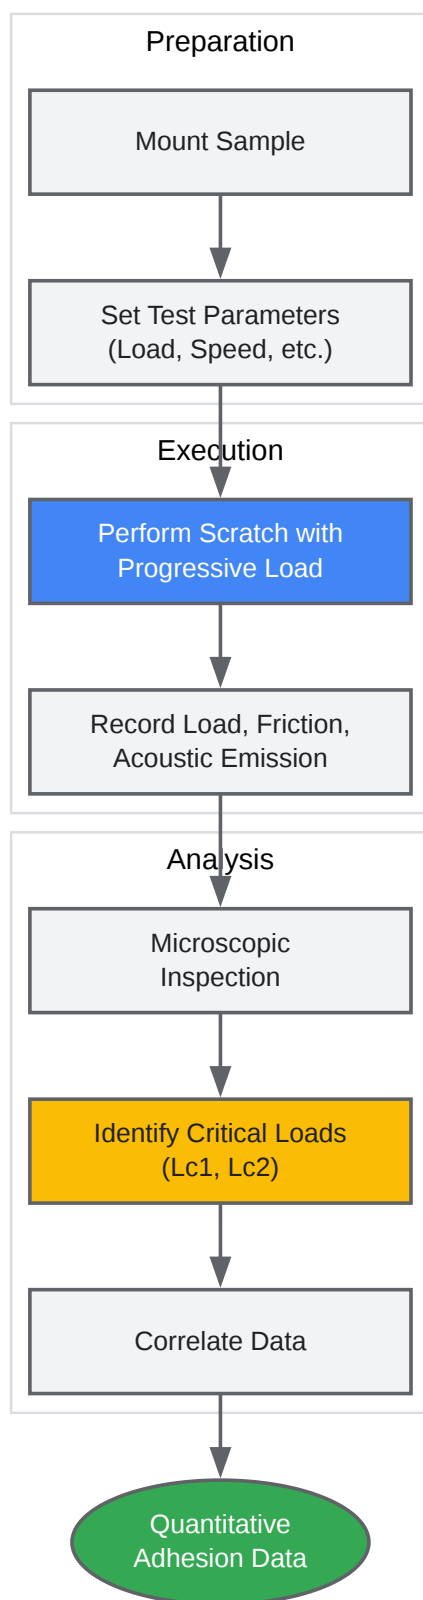 Preparation
Mount Sample
Set Test Parameters
(Load, Speed, etc.)
Execution
Perform Scratch with
Progressive Load
Record Load, Friction,
Acoustic Emission
Analysis
Microscopic
Inspection
Identify Critical Loads
(Lc1, Lc2)
Correlate Data
Quantitative
Adhesion Data